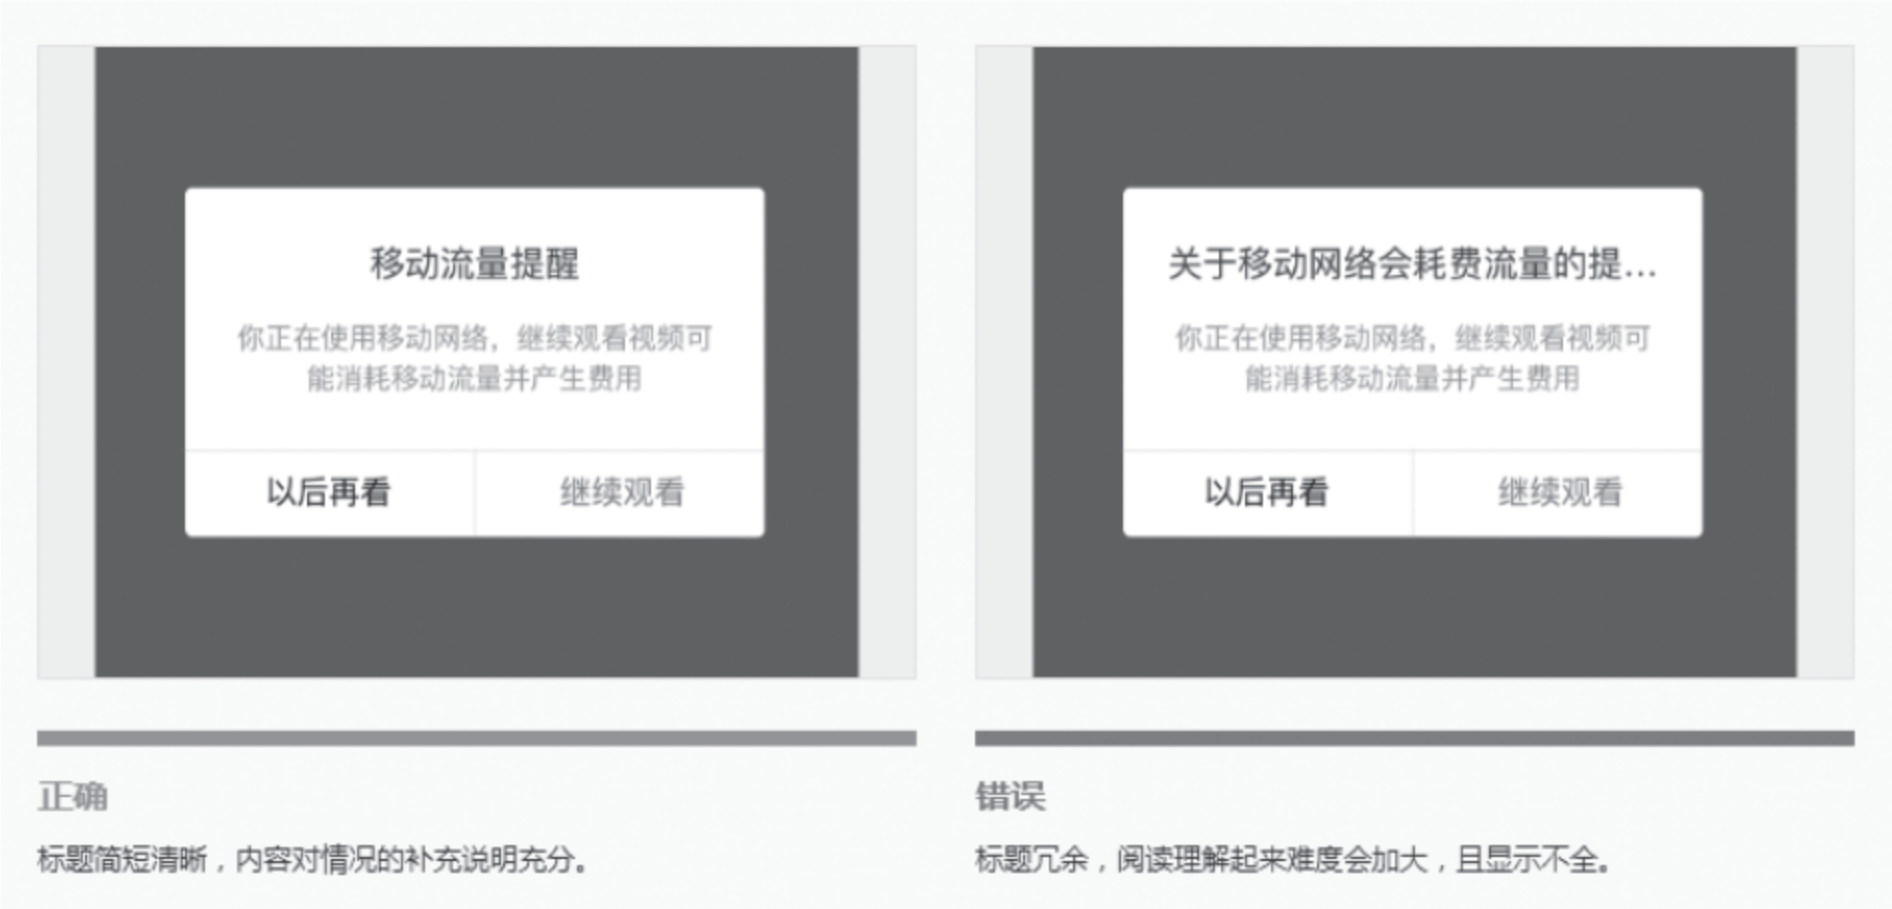 移动流量提醒
你正在使用移动网络，继续观看视频可
能消耗移动流量并产生费用
以后再看
继续观看
正确
标题简短清晰，内容对情况的补充说明充分。
关于移动网络会耗费流量的提...
你正在使用移动网络，继续观看视频可
能消耗移动流量并产生费用
以后再看
继续观看
错误
标题冗余，阅读理解起来难度会加大，且显示不全。